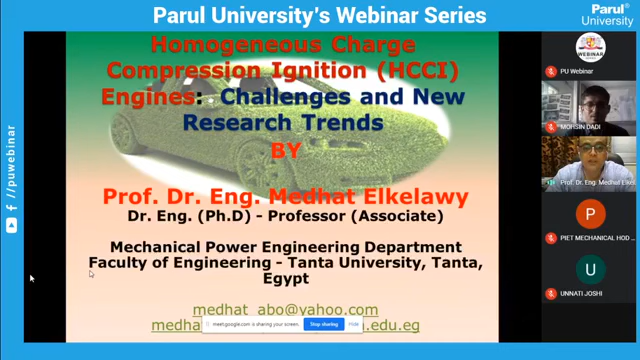 Parul University's Webinar Series
Parul®
University
Homogeneous Charge
Compression Ignition (HCCI)
Engines: Challenges and New
Research Trends
BY
Prof. Dr. Eng. Medhat Elkelawy
Dr. Eng. (Ph.D) - Professor (Associate)
Mechanical Power Engineering Department
Faculty of Engineering - Tanta University, Tanta,
Egypt
medhat_abo@yahoo.com
medha
.edu.eg
meet.google.com is sharing your screen.
Stop sharing
Hide
/puwebinar
WEBINAR
PU Webinar
MOHSIN DADI
Prof. Dr. Eng. Medhat Elkel
P
PIET MECHANICAL HOD ...
U
UNNATI JOSHI